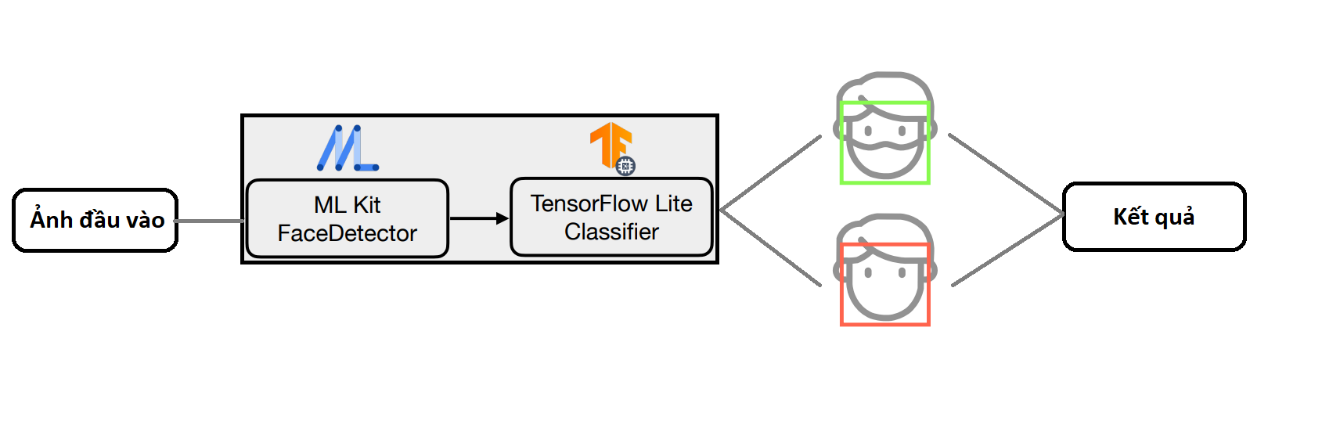 Ảnh đầu vào
ML Kit
FaceDetector
TensorFlow Lite
Classifier
Kết quả